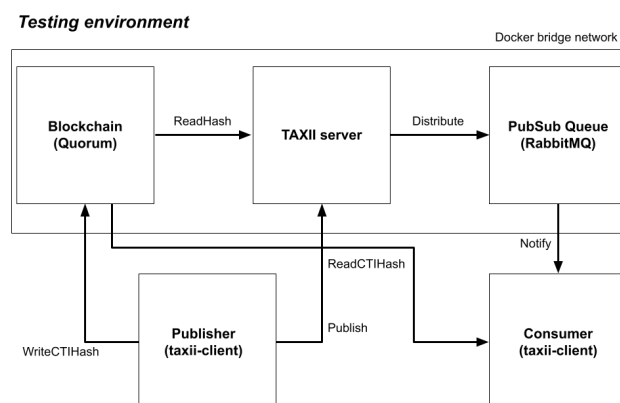 Testing environment
Docker bridge network
Blockchain
(Quorum)
ReadHash
TAXII server
Distribute
PubSub Queue
(RabbitMQ)
Notify
ReadCTIHash
Publisher
(taxii-client)
Publish
WriteCTIHash
Consumer
(taxii-client)